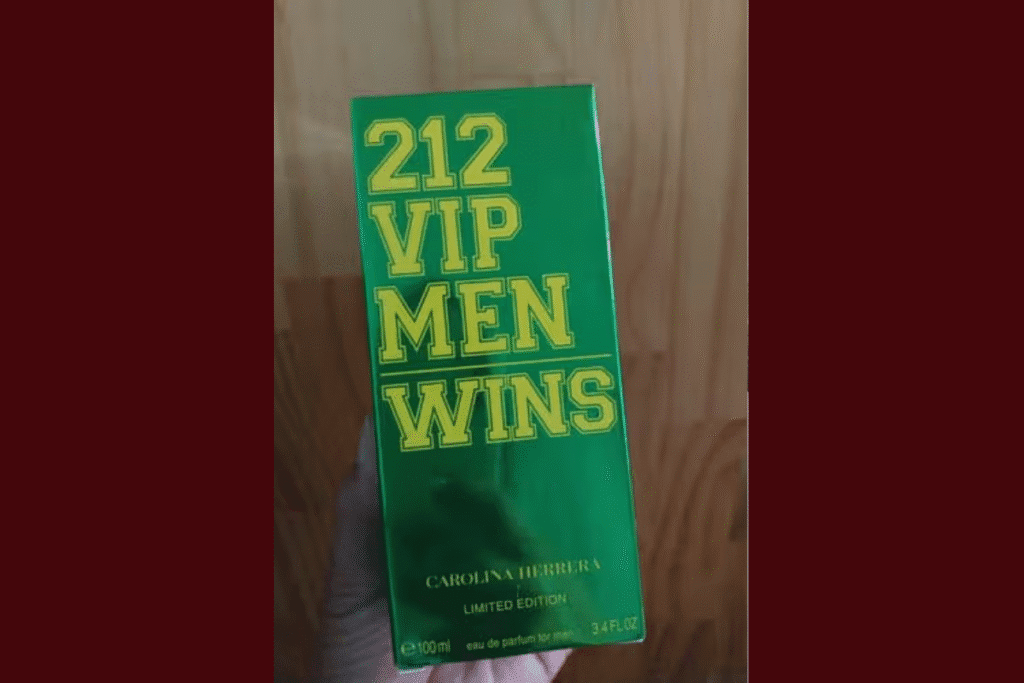 212
VIP
MEN
WINS
CAROLINA HERRERA
LIMITED EDITION
℮100ml eau de parfum for men 3.4 FL.OZ